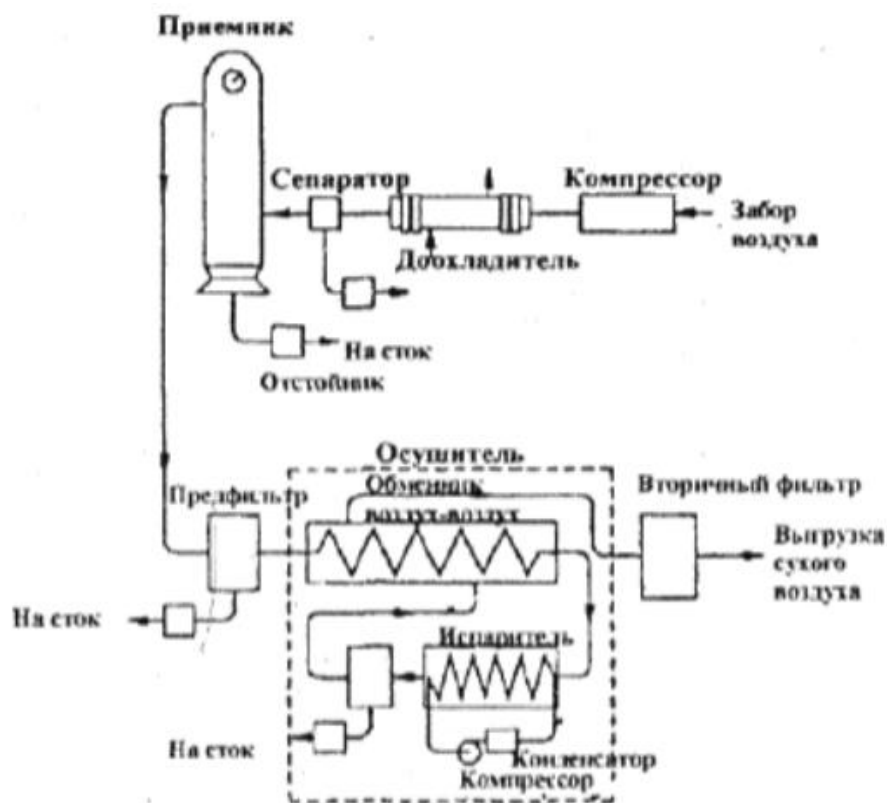 Приемник
Сепаратор
Компрессор
Забор
воздуха
Доохладитель
На сток
Отстойник
Осушитель
Предфильтр
Обменник
воздух-воздух
Вторичный фильтр
Выгрузка
сухого
воздуха
На сток
Испаритель
На сток
Конденсатор
Компрессор